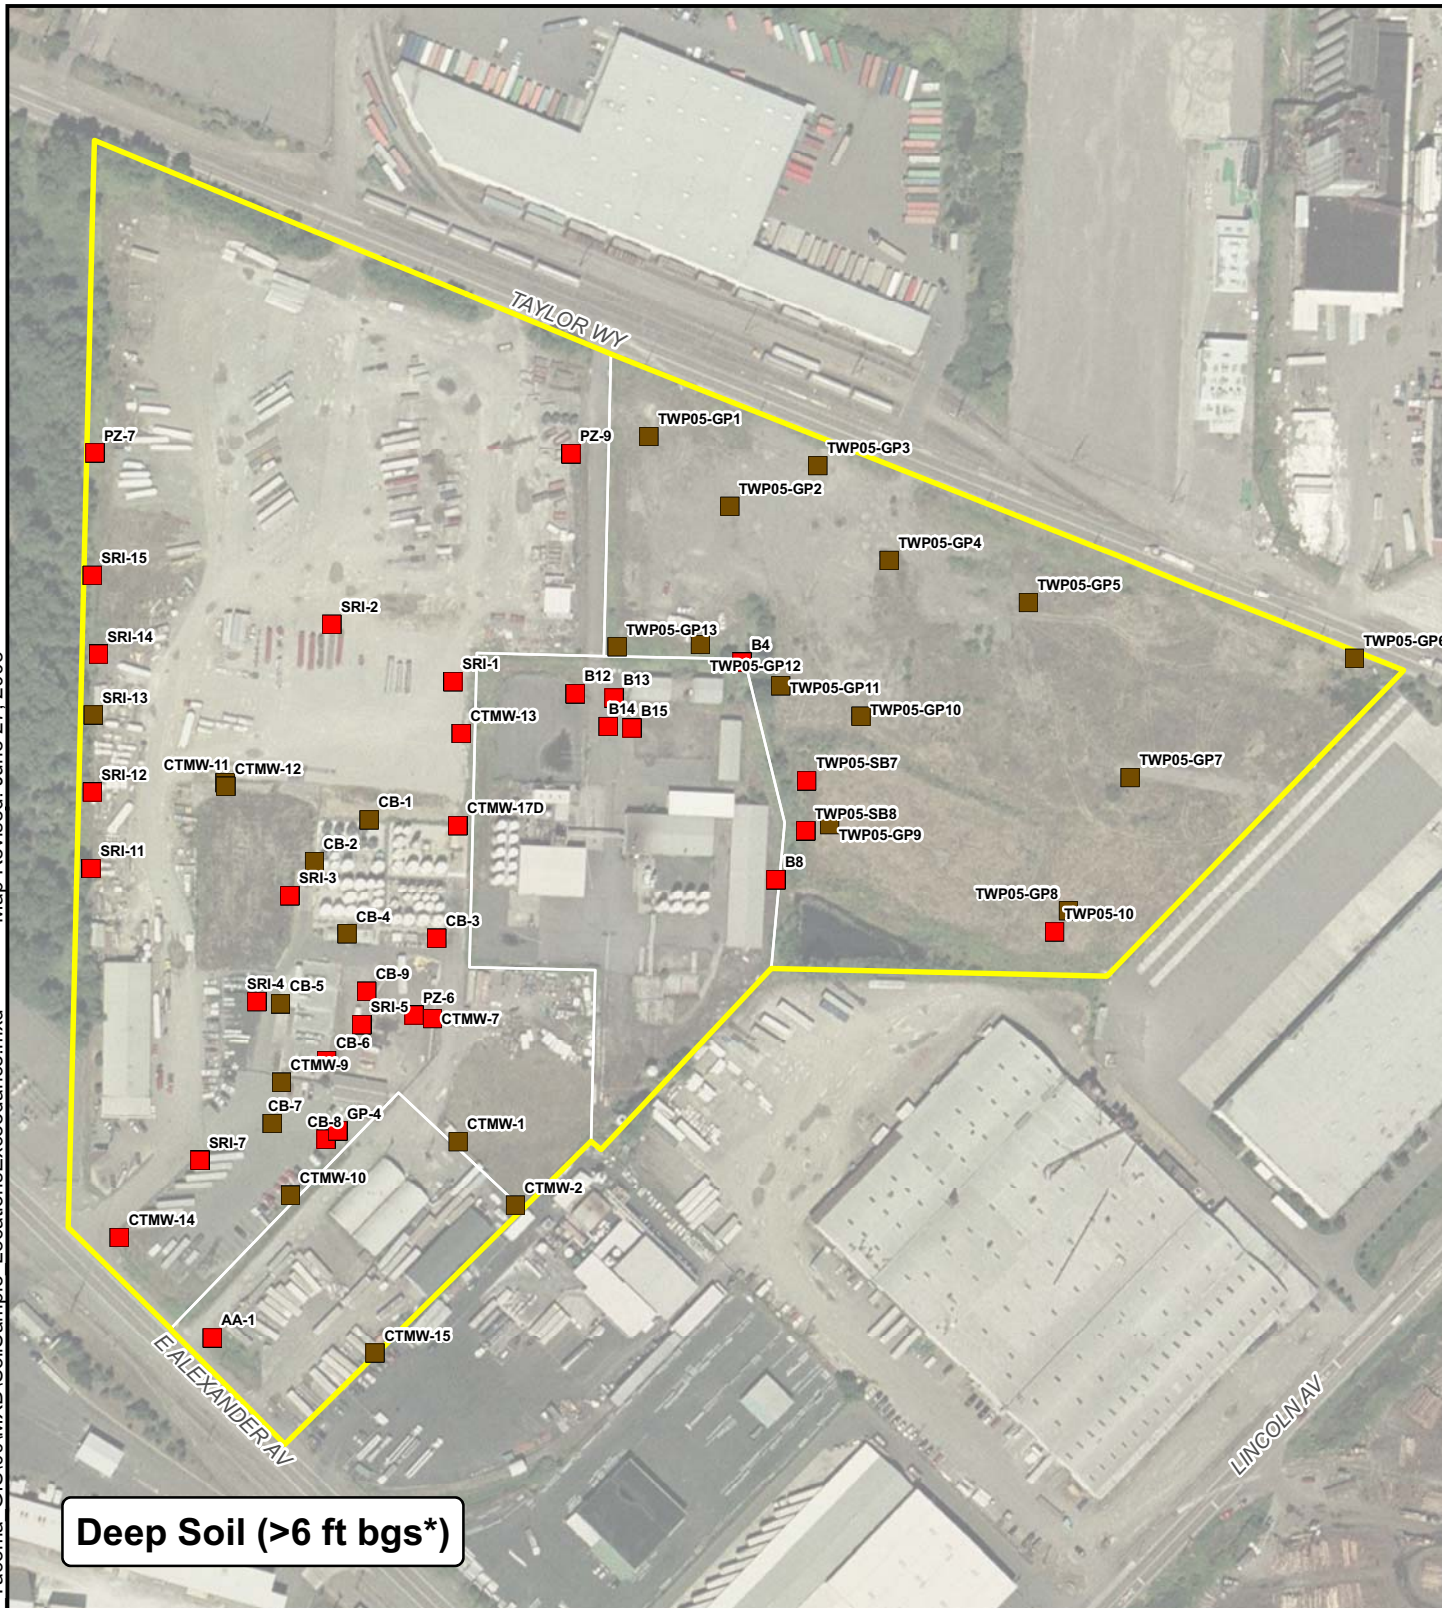 TAYLOR WY
TWP05-GP1
PZ-7
PZ-9
TWP05-GP3
TWP05-GP2
TWP05-GP4
SRI-15
TWP05-GP5
SRI-2
TWP05-GP13
B4
TWP05-GP6
SRI-14
TWP05-GP12
SRI-1
B12
B13
TWP05-GP11
SRI-13
B14
B15
TWP05-GP10
CTMW-13
CTMW-11
CTMW-12
TWP05-SB7
TWP05-GP7
SRI-12
CB-1
TWP05-SB8
CTMW-17D
TWP05-GP9
CB-2
SRI-11
B8
SRI-3
TWP05-GP8
TWP05-10
CB-4
CB-3
CB-9
SRI-4
CB-5
PZ-6
SRI-5
CTMW-7
CB-6
CTMW-9
CB-7
GP-4
CB-8
CTMW-1
SRI-7
CTMW-10
CTMW-2
CTMW-14
AA-1
CTMW-15
E ALEXANDER AV
LINCOLN AV
Deep Soil (>6 ft bgs*)